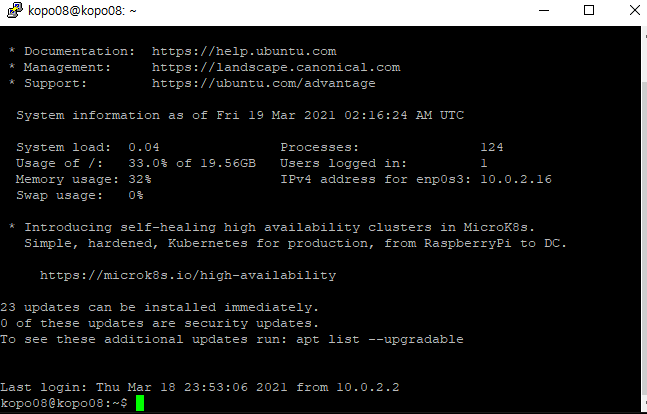 kopo08@kopo08: ~
* Documentation:  https://help.ubuntu.com
* Management:     https://landscape.canonical.com
* Support:        https://ubuntu.com/advantage
System information as of Fri 19 Mar 2021 02:16:24 AM UTC
System load:  0.04               Processes:               124
Usage of /:   33.0% of 19.56GB   Users logged in:         1
Memory usage: 32%                IPv4 address for enp0s3: 10.0.2.16
Swap usage:   0%
* Introducing self-healing high availability clusters in MicroK8s.
Simple, hardened, Kubernetes for production, from RaspberryPi to DC.
https://microk8s.io/high-availability
23 updates can be installed immediately.
0 of these updates are security updates.
To see these additional updates run: apt list --upgradable
Last login: Thu Mar 18 23:53:06 2021 from 10.0.2.2
kopo08@kopo08:~$